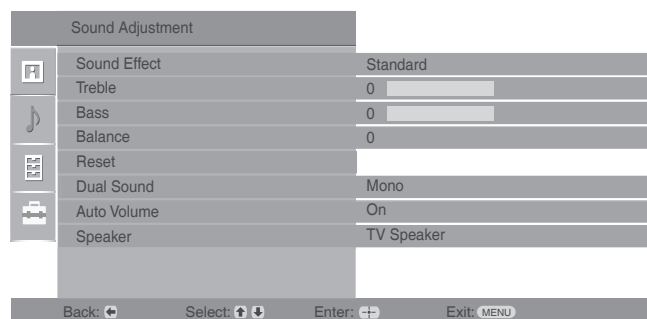 Sound Adjustment
Sound Effect Standard
Treble 0
Bass 0
Balance 0
Reset
Dual Sound Mono
Auto Volume On
Speaker TV Speaker
Back: Select: Enter: Exit: MENU